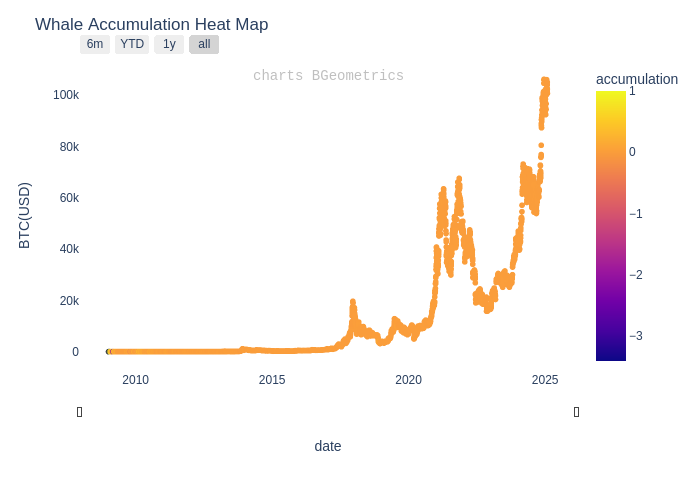 Whale Accumulation Heat Map
6m YTD 1y all
charts BGeometrics
accumulation
BTC(USD)
100k
80k
60k
40k
20k
0
2010 2015 2020 2025
date
1
0
−1
−2
−3